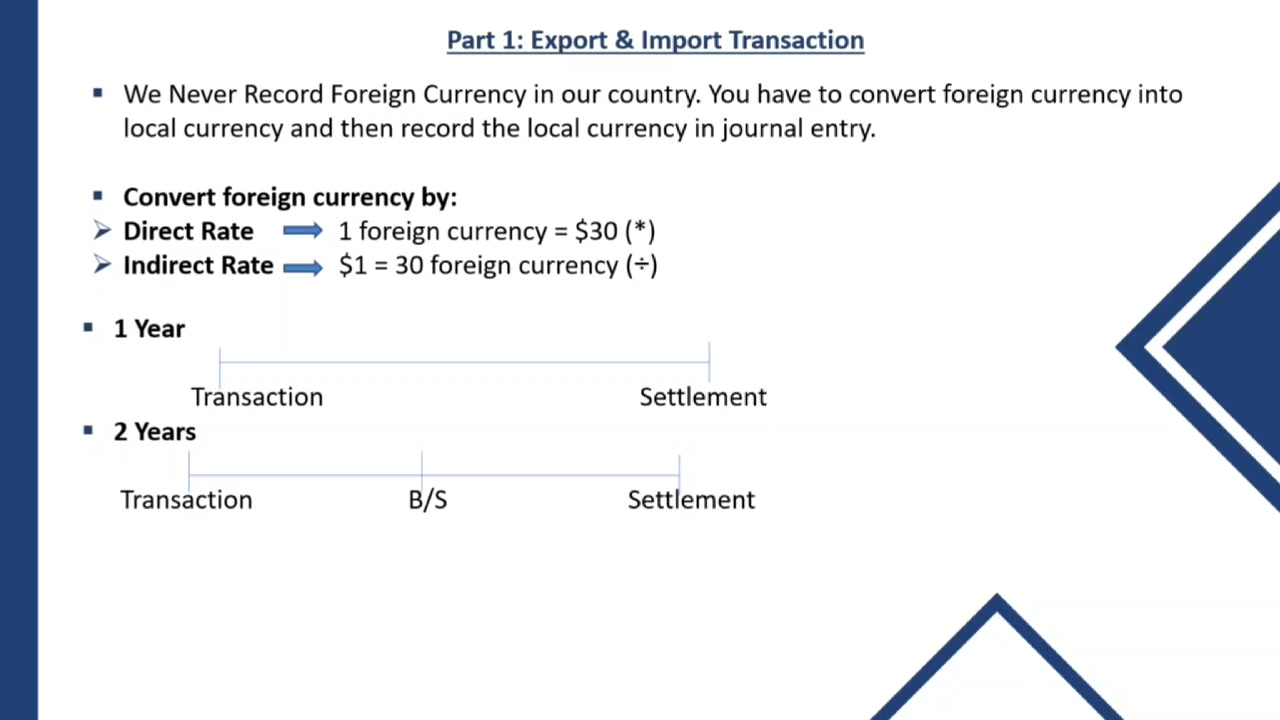 Part 1: Export & Import Transaction
▪ We Never Record Foreign Currency in our country. You have to convert foreign currency into
local currency and then record the local currency in journal entry.
▪ Convert foreign currency by:
➢ Direct Rate ➡ 1 foreign currency = $30 (*)
➢ Indirect Rate ➡ $1 = 30 foreign currency (÷)
▪ 1 Year
Transaction Settlement
▪ 2 Years
Transaction B/S Settlement